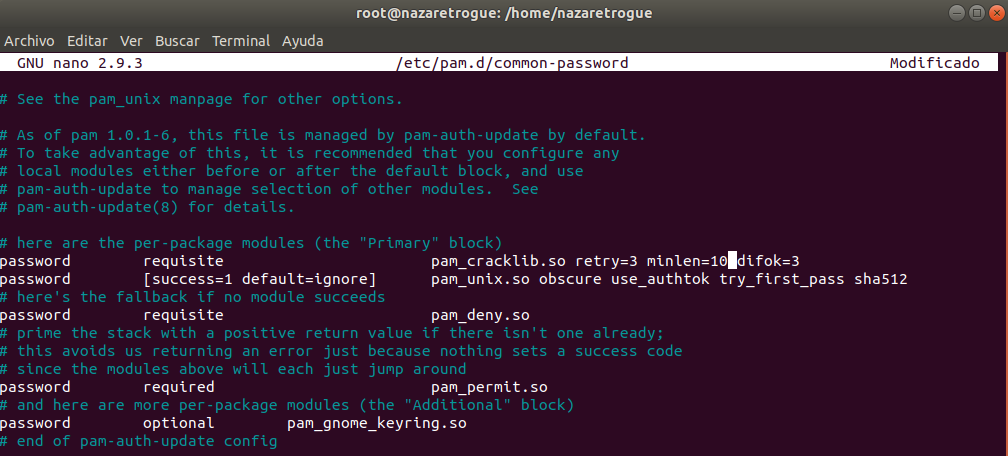 root@nazaretrogue: /home/nazaretrogue
Archivo Editar Ver Buscar Terminal Ayuda
GNU nano 2.9.3 /etc/pam.d/common-password Modificado
# See the pam_unix manpage for other options.
# As of pam 1.0.1-6, this file is managed by pam-auth-update by default.
# To take advantage of this, it is recommended that you configure any
# local modules either before or after the default block, and use
# pam-auth-update to manage selection of other modules.  See
# pam-auth-update(8) for details.
# here are the per-package modules (the "Primary" block)
password requisite pam_cracklib.so retry=3 minlen=10 difok=3
password [success=1 default=ignore] pam_unix.so obscure use_authtok try_first_pass sha512
# here's the fallback if no module succeeds
password requisite pam_deny.so
# prime the stack with a positive return value if there isn't one already;
# this avoids us returning an error just because nothing sets a success code
# since the modules above will each just jump around
password required pam_permit.so
# and here are more per-package modules (the "Additional" block)
password optional pam_gnome_keyring.so
# end of pam-auth-update config